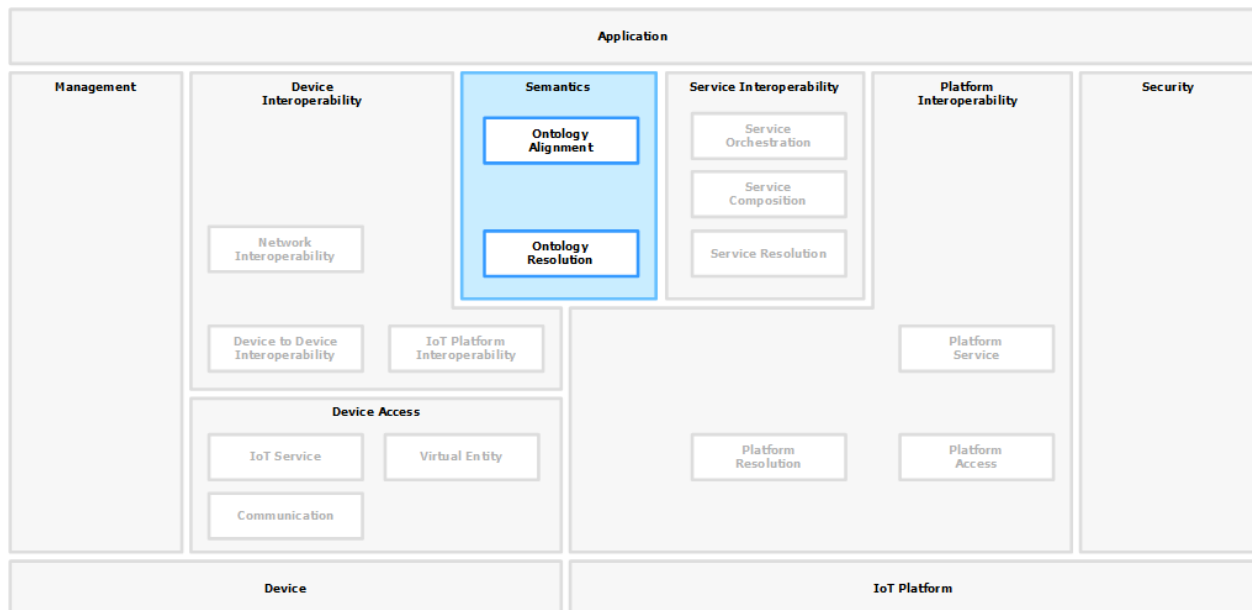 Application
Management
Device
Interoperability
Semantics
Service Interoperability
Platform
Interoperability
Security
Ontology
Alignment
Service
Orchestration
Service
Composition
Network
Interoperability
Ontology
Resolution
Service Resolution
Device to Device
Interoperability
IoT Platform
Interoperability
Platform
Service
Device Access
IoT Service
Virtual Entity
Platform
Resolution
Platform
Access
Communication
Device
IoT Platform